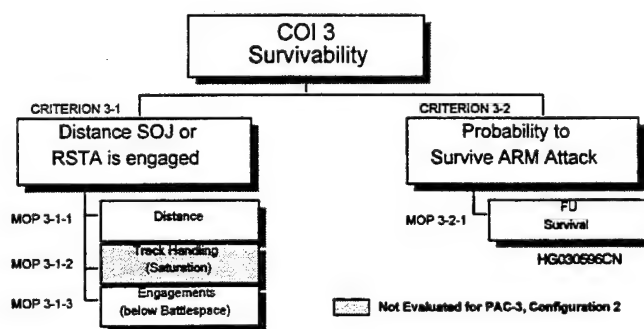 COI 3
Survivability
CRITERION 3-1
CRITERION 3-2
Distance SOJ or
RSTA is engaged
Probability to
Survive ARM Attack
MOP 3-1-1
Distance
MOP 3-2-1
FU
Survival
MOP 3-1-2
Track Handling
(Saturation)
HG030596CN
MOP 3-1-3
Engagements
(below Battlespace)
Not Evaluated for PAC-3, Configuration 2